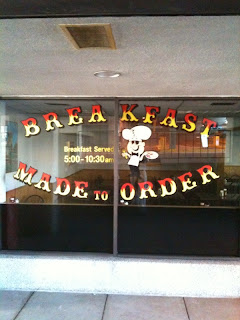 BREAKFAST
Breakfast Served
5:00-10:30am
MADE TO ORDER